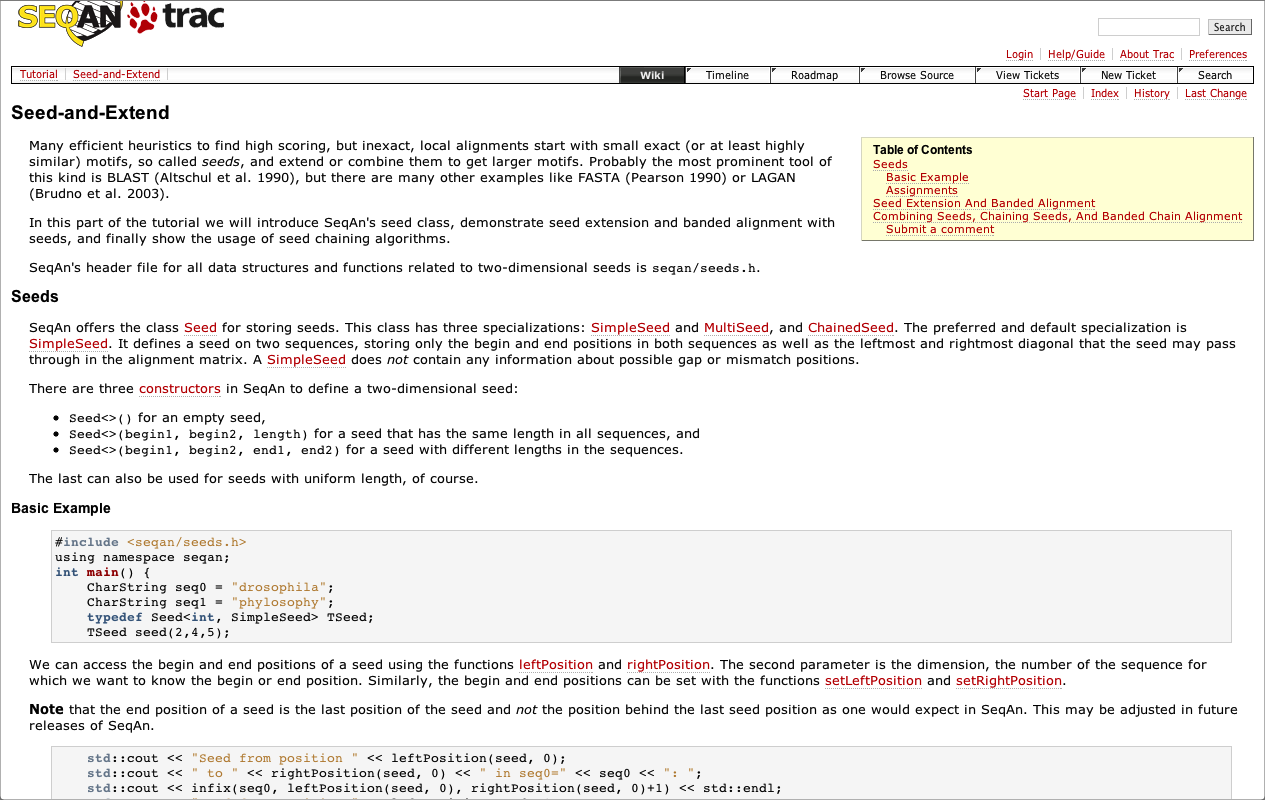 SEQAN trac
Search
Login Help/Guide About Trac Preferences
Tutorial Seed-and-Extend Wiki Timeline Roadmap Browse Source View Tickets New Ticket Search
Start Page Index History Last Change
Seed-and-Extend
Many efficient heuristics to find high scoring, but inexact, local alignments start with small exact (or at least highly
similar) motifs, so called seeds, and extend or combine them to get larger motifs. Probably the most prominent tool of
this kind is BLAST (Altschul et al. 1990), but there are many other examples like FASTA (Pearson 1990) or LAGAN
(Brudno et al. 2003).
In this part of the tutorial we will introduce SeqAn's seed class, demonstrate seed extension and banded alignment with
seeds, and finally show the usage of seed chaining algorithms.
SeqAn's header file for all data structures and functions related to two-dimensional seeds is seqan/seeds.h.
Table of Contents
Seeds
Basic Example
Assignments
Seed Extension And Banded Alignment
Combining Seeds, Chaining Seeds, And Banded Chain Alignment
Submit a comment
Seeds
SeqAn offers the class Seed for storing seeds. This class has three specializations: SimpleSeed and MultiSeed, and ChainedSeed. The preferred and default specialization is
SimpleSeed. It defines a seed on two sequences, storing only the begin and end positions in both sequences as well as the leftmost and rightmost diagonal that the seed may pass
through in the alignment matrix. A SimpleSeed does not contain any information about possible gap or mismatch positions.
There are three constructors in SeqAn to define a two-dimensional seed:
• Seed<>() for an empty seed,
• Seed<>(begin1, begin2, length) for a seed that has the same length in all sequences, and
• Seed<>(begin1, begin2, end1, end2) for a seed with different lengths in the sequences.
The last can also be used for seeds with uniform length, of course.
Basic Example
#include <seqan/seeds.h>
using namespace seqan;
int main() {
CharString seq0 = "drosophila";
CharString seq1 = "phylosophy";
typedef Seed<int, SimpleSeed> TSeed;
TSeed seed(2,4,5);
We can access the begin and end positions of a seed using the functions leftPosition and rightPosition. The second parameter is the dimension, the number of the sequence for
which we want to know the begin or end position. Similarly, the begin and end positions can be set with the functions setLeftPosition and setRightPosition.
Note that the end position of a seed is the last position of the seed and not the position behind the last seed position as one would expect in SeqAn. This may be adjusted in future
releases of SeqAn.
std::cout << "Seed from position " << leftPosition(seed, 0);
std::cout << " to " << rightPosition(seed, 0) << " in seq0=" << seq0 << ": ";
std::cout << infix(seq0, leftPosition(seed, 0), rightPosition(seed, 0)+1) << std::endl;